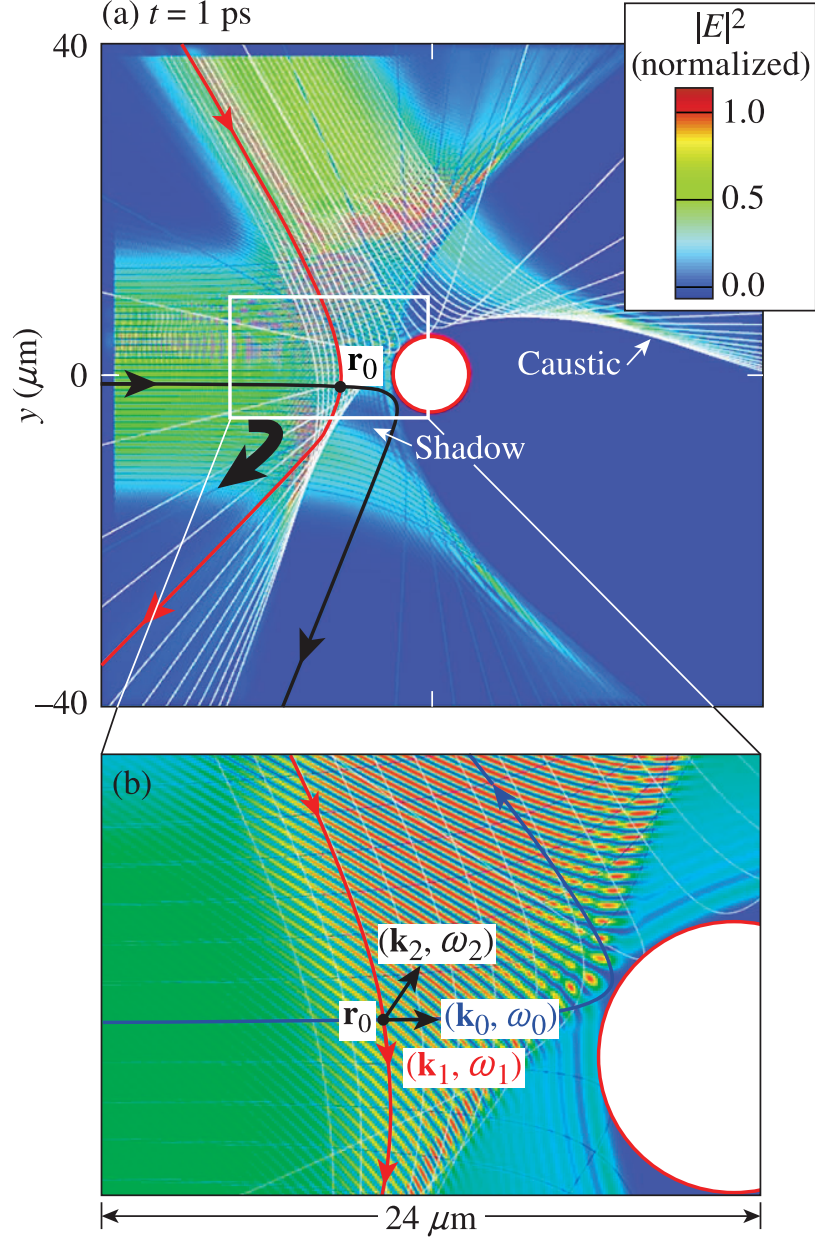 (a) t = 1 ps
|E|²
(normalized)
1.0
0.5
0.0
40
0
–40
y (μm)
r₀
Caustic
Shadow
(b)
(k₂, ω₂)
r₀
(k₀, ω₀)
(k₁, ω₁)
24 μm